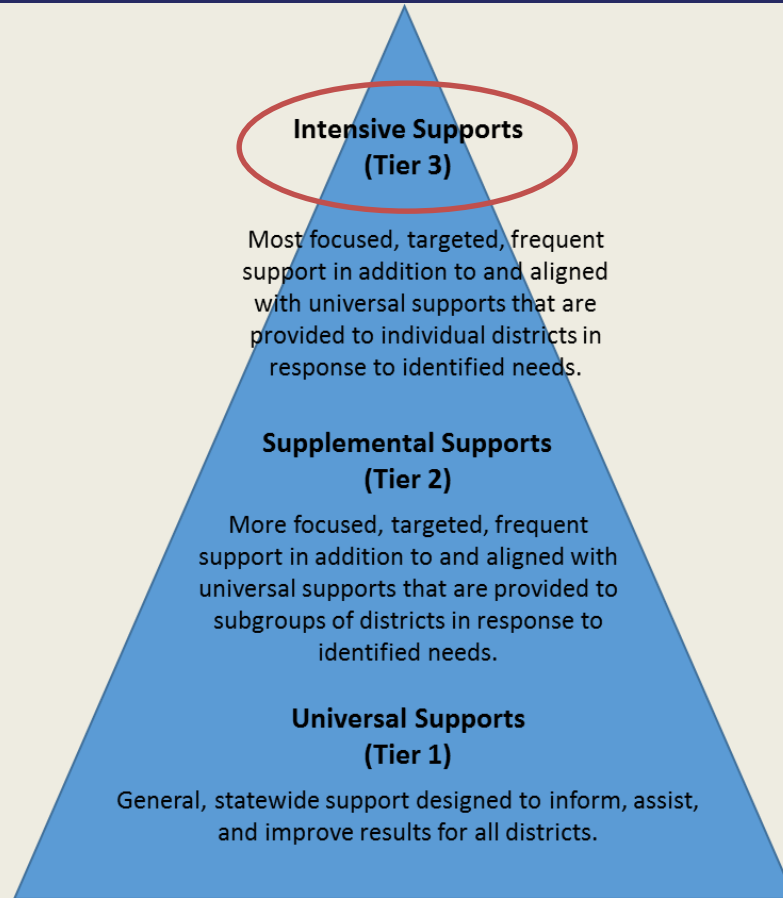 Intensive Supports
(Tier 3)
Most focused, targeted, frequent
support in addition to and aligned
with universal supports that are
provided to individual districts in
response to identified needs.
Supplemental Supports
(Tier 2)
More focused, targeted, frequent
support in addition to and aligned with
universal supports that are provided to
subgroups of districts in response to
identified needs.
Universal Supports
(Tier 1)
General, statewide support designed to inform, assist,
and improve results for all districts.